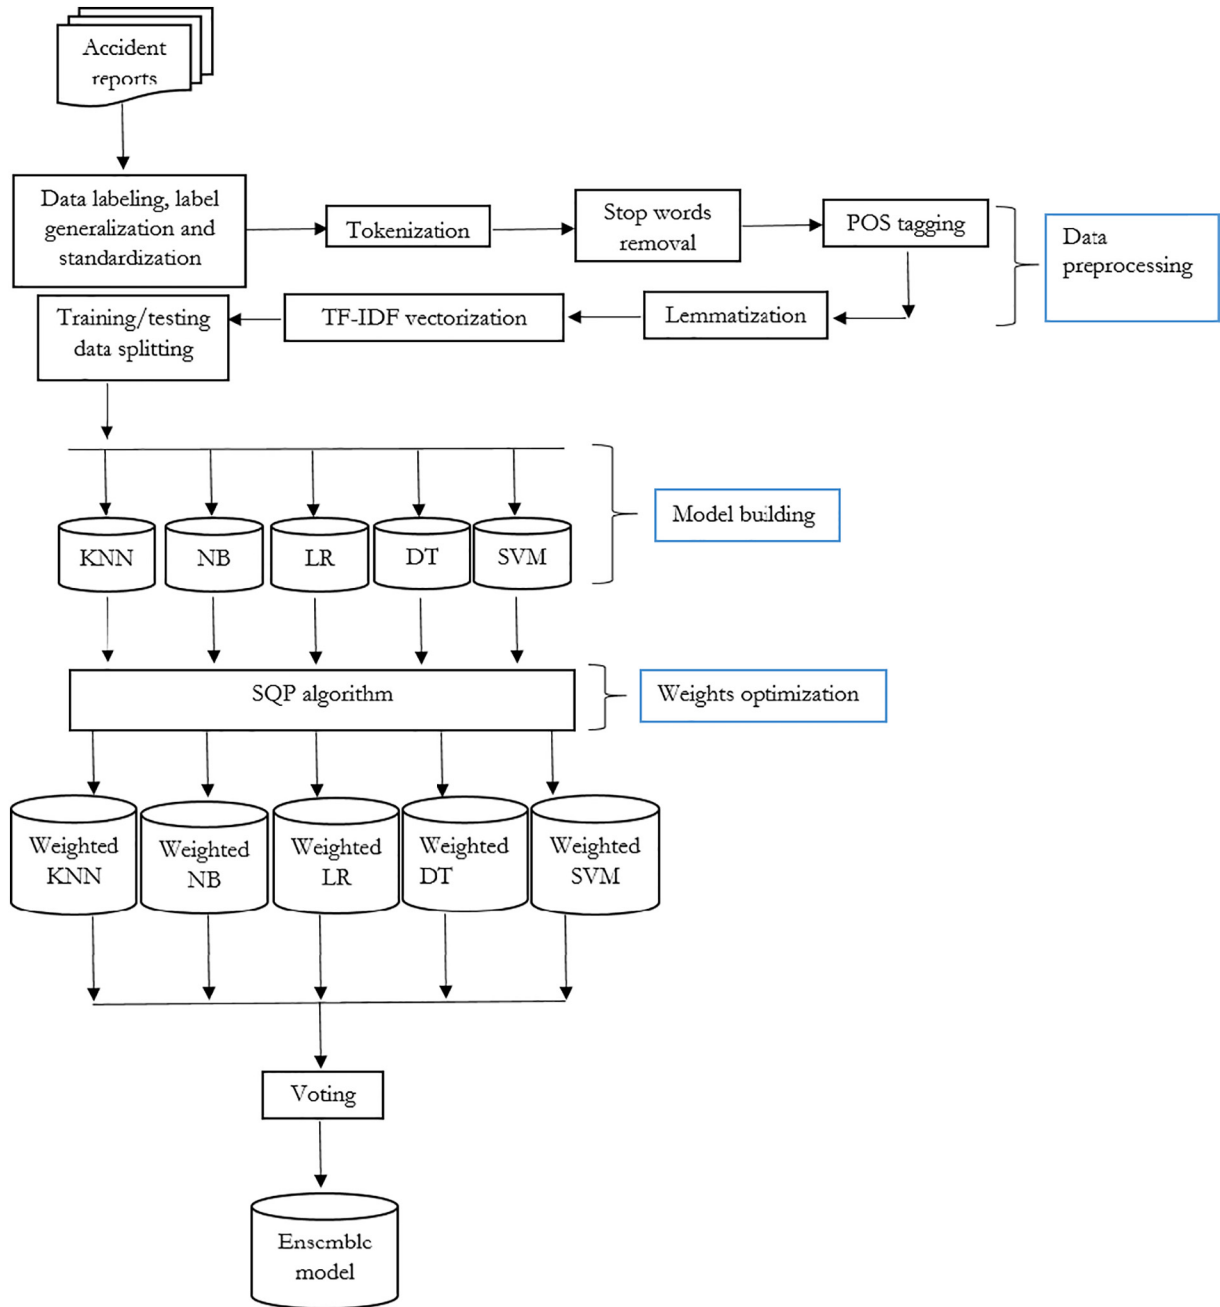 Accident
reports
Data labeling, label
generalization and
standardization
Tokenization
Stop words
removal
POS tagging
Data
preprocessing
Training/testing
data splitting
TF-IDF vectorization
Lemmatization
KNN
NB
LR
DT
SVM
Model building
SQP algorithm
Weights optimization
Weighted
KNN
Weighted
NB
Weighted
LR
Weighted
DT
Weighted
SVM
Voting
Ensemble
model